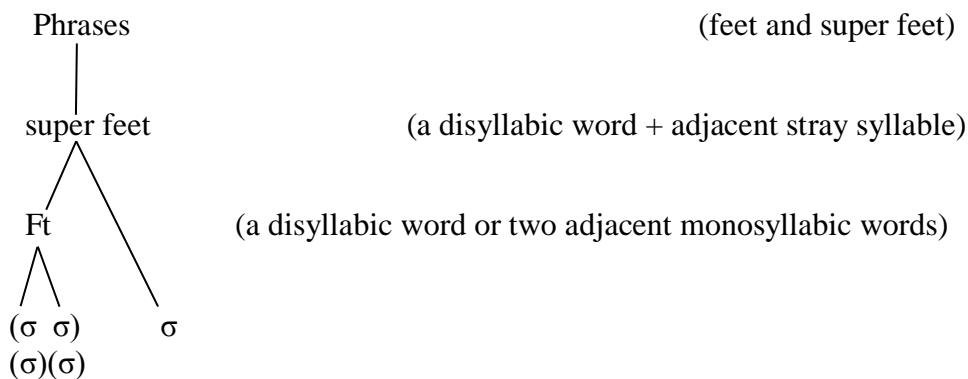 Phrases (feet and super feet)
super feet (a disyllabic word + adjacent stray syllable)
Ft (a disyllabic word or two adjacent monosyllabic words)
(σ σ) σ
(σ)(σ)